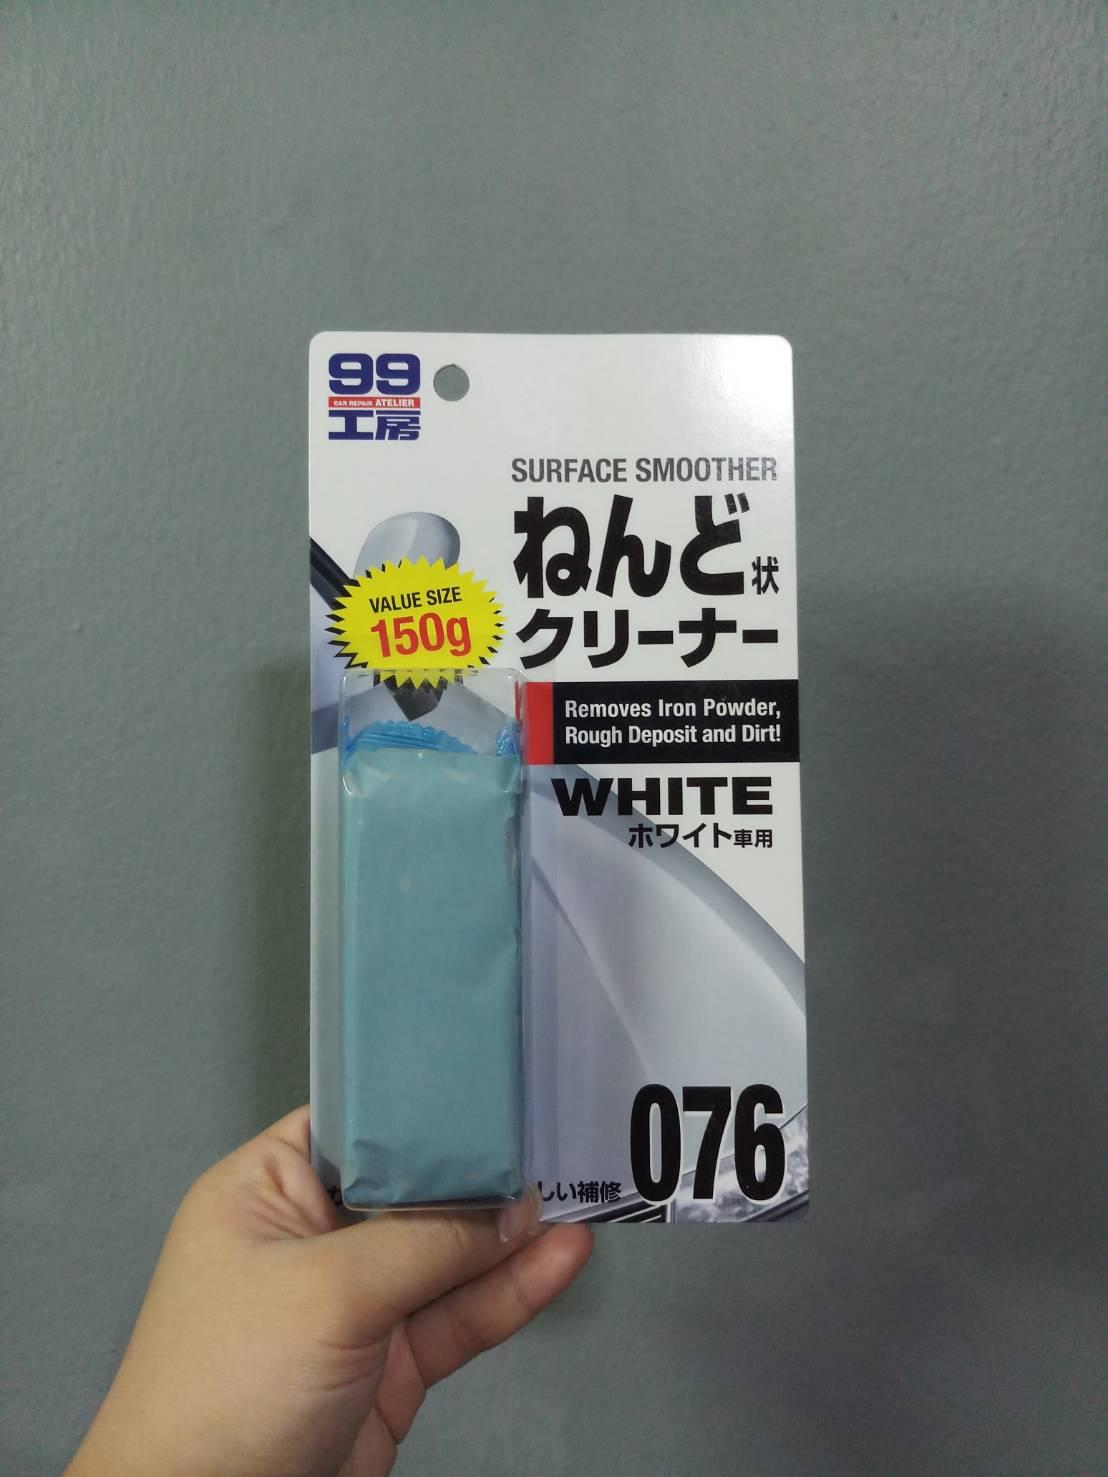 99
CAR REPAIR ATELIER
工房
SURFACE SMOOTHER
ねんど状
クリーナー
VALUE SIZE
150g
Removes Iron Powder,
Rough Deposit and Dirt!
WHITE
ホワイト車用
076
しい補修